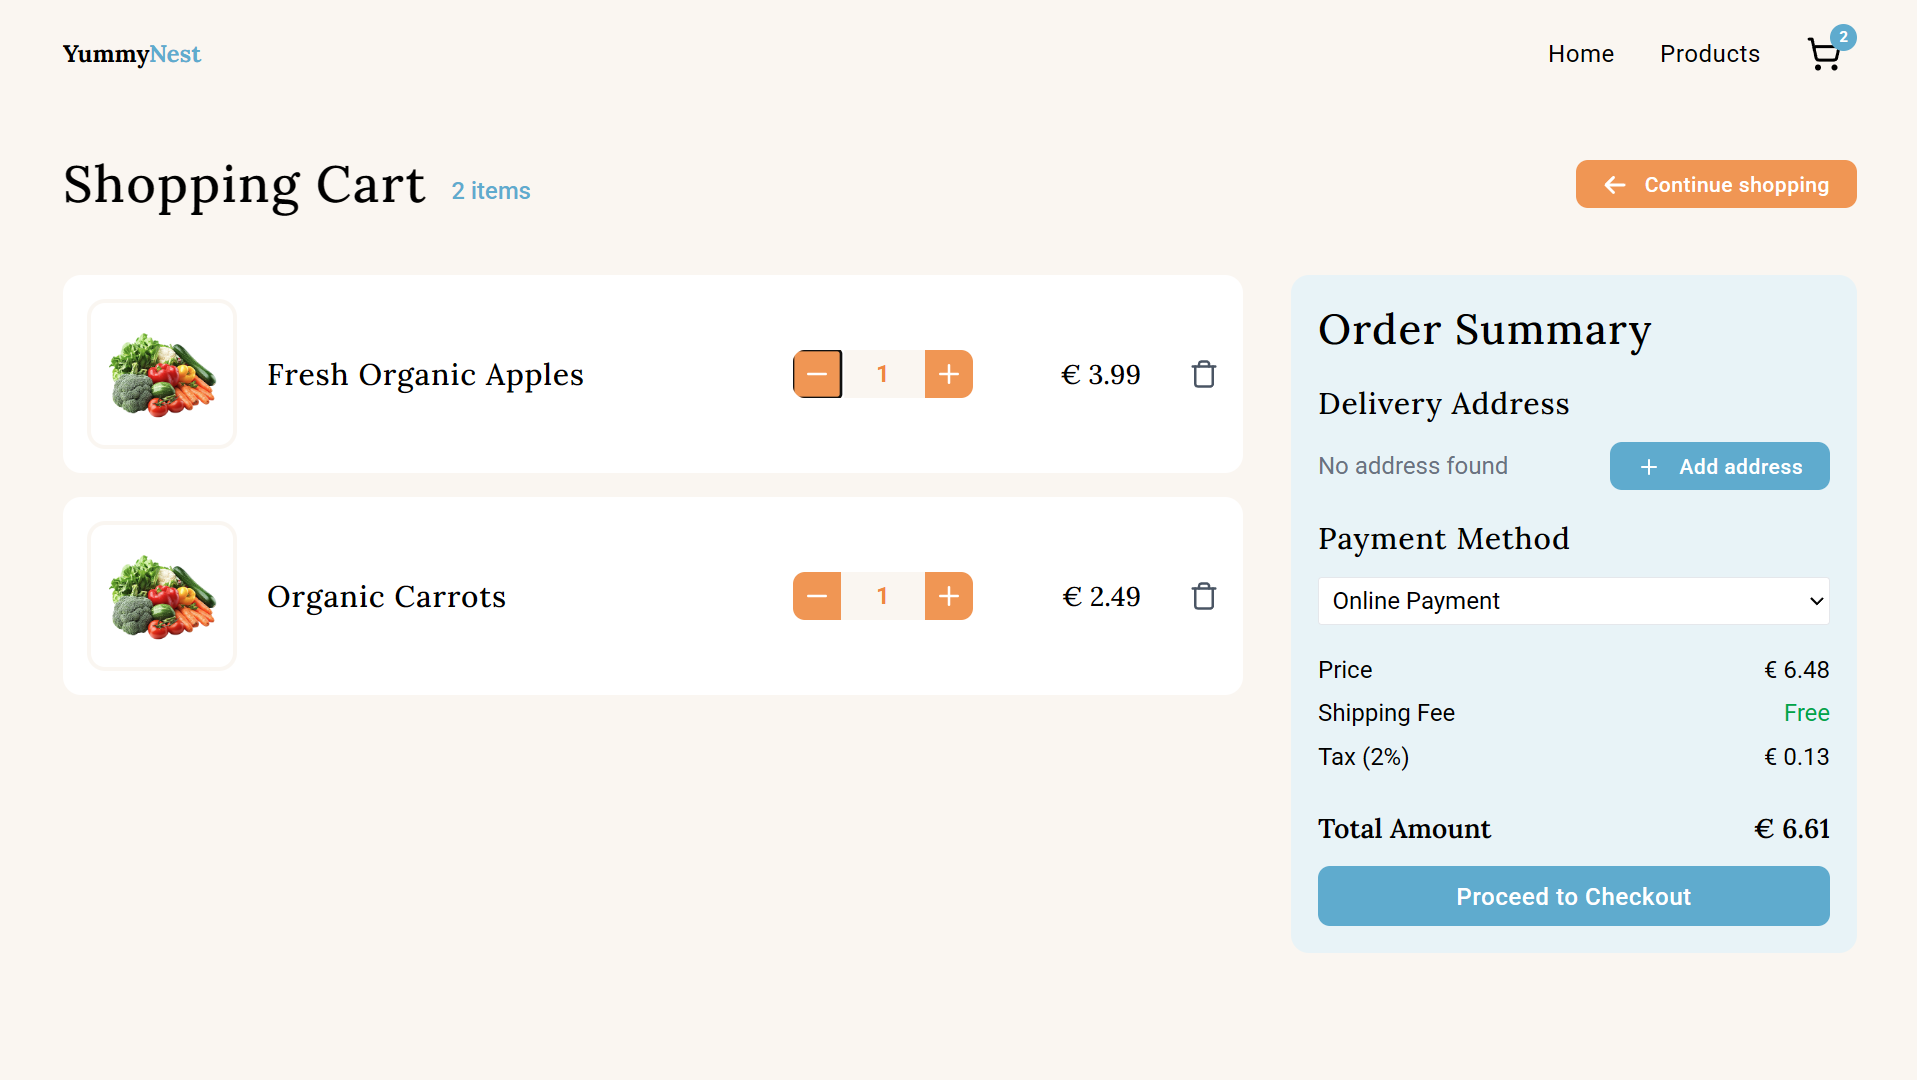 YummyNest
Home
Products
2
Shopping Cart
2 items
Continue shopping
Fresh Organic Apples
1
€ 3.99
Organic Carrots
1
€ 2.49
Order Summary
Delivery Address
No address found
Add address
Payment Method
Online Payment
Price € 6.48
Shipping Fee Free
Tax (2%) € 0.13
Total Amount € 6.61
Proceed to Checkout